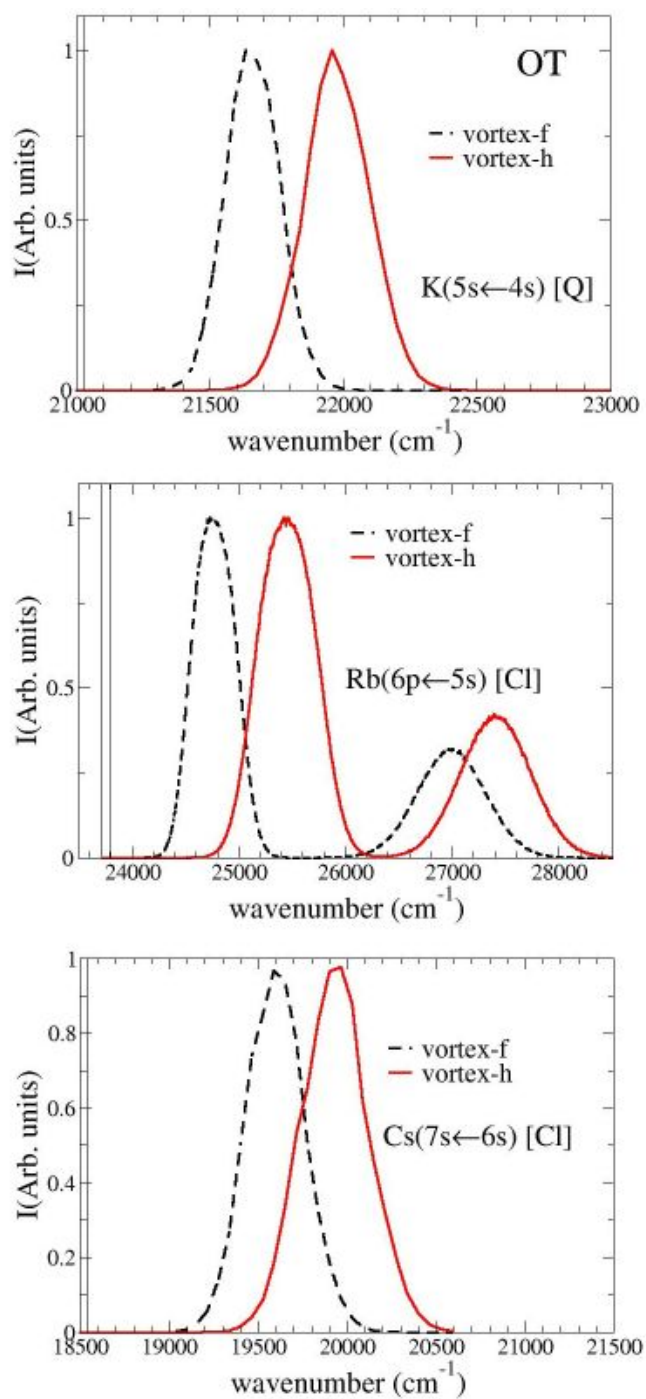 1
OT
vortex-f
vortex-h
I(Arb. units)
0.5
K(5s←4s) [Q]
0
21000 21500 22000 22500 23000
wavenumber (cm⁻¹)
1
vortex-f
vortex-h
I(Arb. units)
0.5
Rb(6p←5s) [Cl]
0
24000 25000 26000 27000 28000
wavenumber (cm⁻¹)
1
0.8
vortex-f
vortex-h
I(Arb. units)
0.6
Cs(7s←6s) [Cl]
0.4
0.2
0
18500 19000 19500 20000 20500 21000 21500
wavenumber (cm⁻¹)